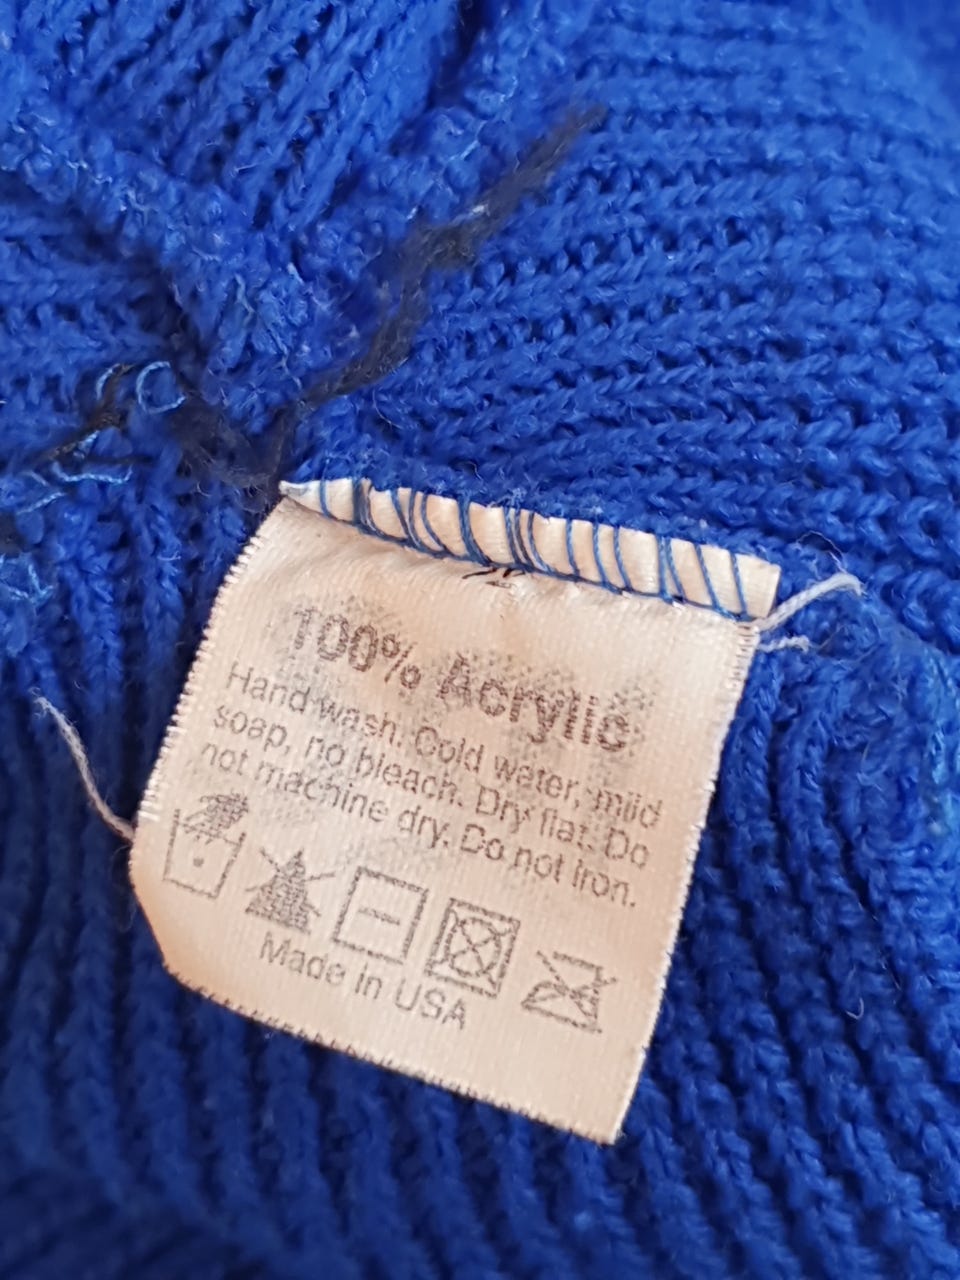 100% Acrylic
Hand wash. Cold water, mild
soap, no bleach. Dry flat. Do
not machine dry. Do not iron.
Made in USA